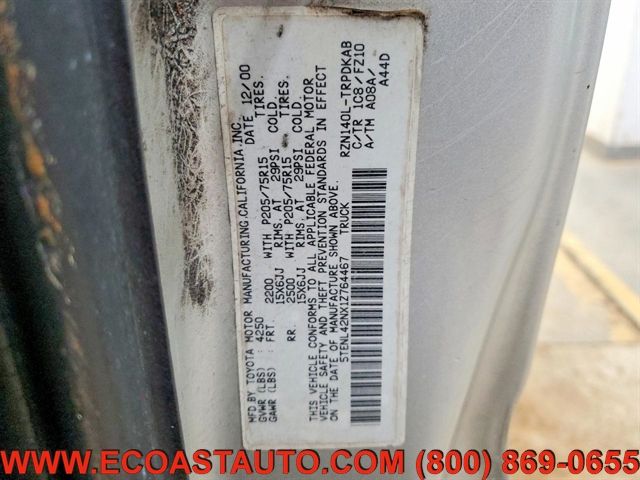 MFD.BY TOYOTA MOTOR MANUFACTURING,CALIFORNIA,INC.
GVWR (LBS) : 4250 DATE 12/00
GAWR (LBS) : FRT. 2200 WITH P205/75R15 TIRES.
15X6JJ RIMS.AT 29PSI COLD.
RR. 2500 WITH P205/75R15 TIRES.
15X6JJ RIMS.AT 29PSI COLD.
THIS VEHICLE CONFORMS TO ALL APPLICABLE FEDERAL MOTOR
VEHICLE SAFETY AND THEFT PREVENTION STANDARDS IN EFFECT
ON THE DATE OF MANUFACTURE SHOWN ABOVE.
5TENL42NX1Z764467 TRUCK
RZN140L-TRPDKAB
C/TR 1C8/FZ10
A/TM A08A/
A44D
WWW.ECOASTAUTO.COM (800) 869-0655